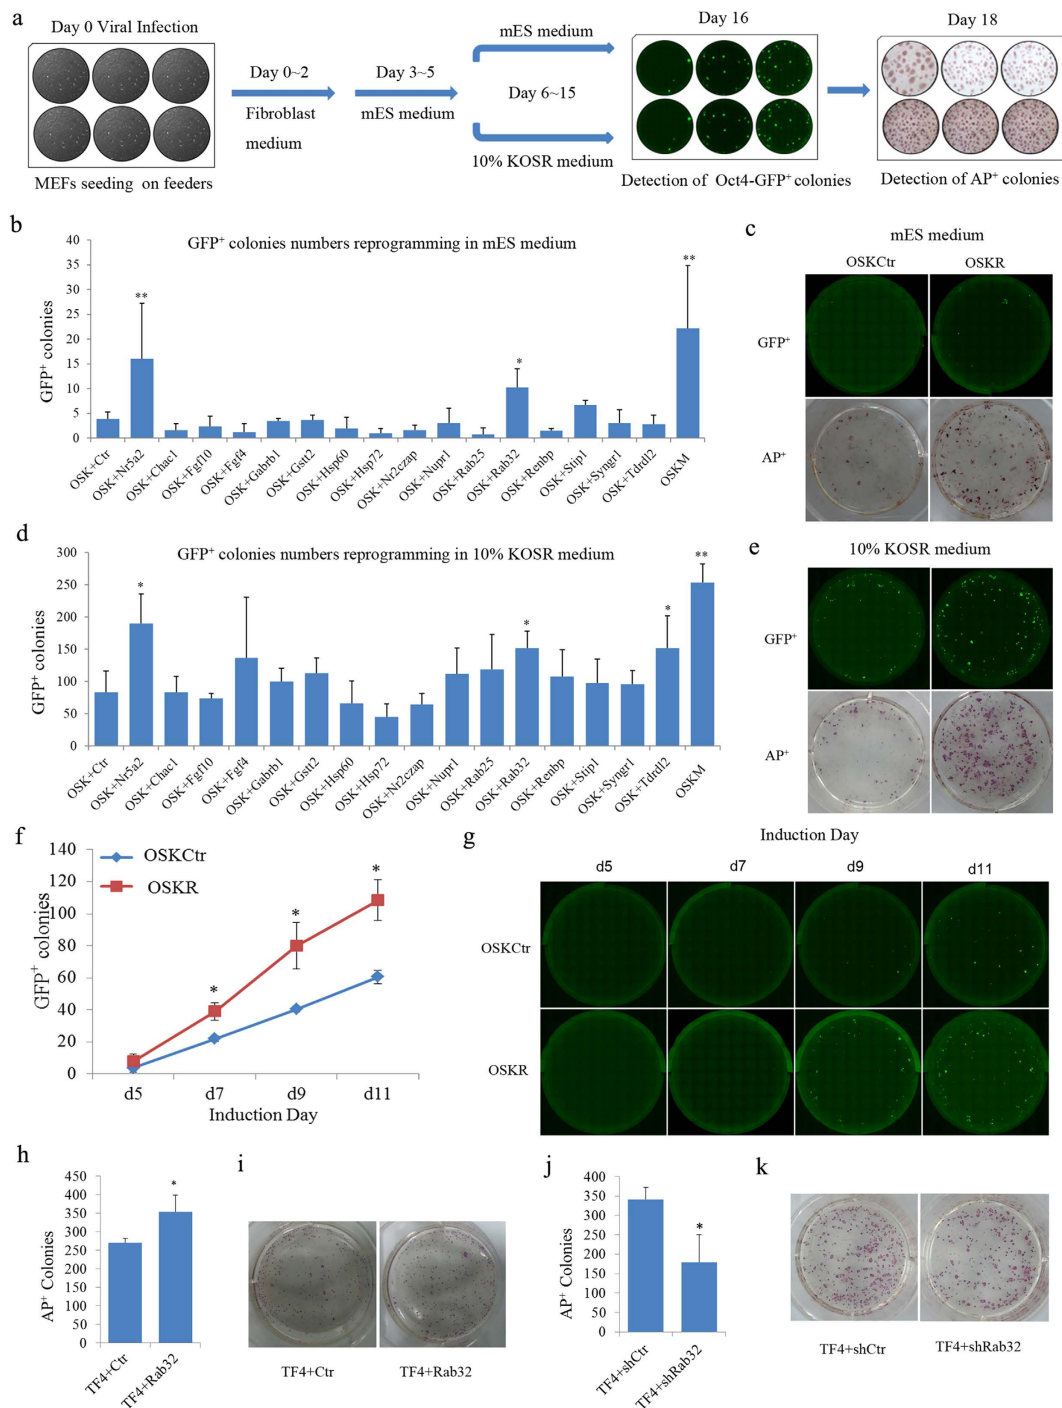 a
Day 0 Viral Infection
MEFs seeding on feeders
Day 0~2
Fibroblast
medium
Day 3~5
mES medium
mES medium
Day 6~15
10% KOSR medium
Day 16
Detection of Oct4-GFP⁺ colonies
Day 18
Detection of AP⁺ colonies
b
GFP⁺ colonies numbers reprogramming in mES medium
GFP⁺ colonies
40
35
30
25
20
15
10
5
0
**
*
**
OSK+Ctr
OSK+Nr5a2
OSK+Chac1
OSK+Fgf10
OSK+Fgf4
OSK+Gabrb1
OSK+Gstt2
OSK+Hsp60
OSK+Hsp72
OSK+Nr2czap
OSK+Nupr1
OSK+Rab25
OSK+Rab32
OSK+Renbp
OSK+Stip1
OSK+Syngr1
OSK+Tdrdl2
OSKM
c
mES medium
OSKCtr
OSKR
GFP⁺
AP⁺
d
GFP⁺ colonies numbers reprogramming in 10% KOSR medium
GFP⁺ colonies
300
250
200
150
100
50
0
*
*
*
**
OSK+Ctr
OSK+Nr5a2
OSK+Chac1
OSK+Fgf10
OSK+Fgf4
OSK+Gabrb1
OSK+Gstt2
OSK+Hsp60
OSK+Hsp72
OSK+Nr2czap
OSK+Nupr1
OSK+Rab25
OSK+Rab32
OSK+Renbp
OSK+Stip1
OSK+Syngr1
OSK+Tdrdl2
OSKM
e
10% KOSR medium
GFP⁺
AP⁺
f
GFP⁺ colonies
140
120
100
80
60
40
20
0
OSKCtr
OSKR
*
*
*
d5
d7
d9
d11
Induction Day
g
Induction Day
d5
d7
d9
d11
OSKCtr
OSKR
h
AP⁺ Colonies
450
400
350
300
250
200
150
100
50
0
*
TF4+Ctr
TF4+Rab32
i
TF4+Ctr
TF4+Rab32
j
AP⁺ Colonies
400
350
300
250
200
150
100
50
0
*
TF4+shCtr
TF4+shRab32
k
TF4+shCtr
TF4+shRab32